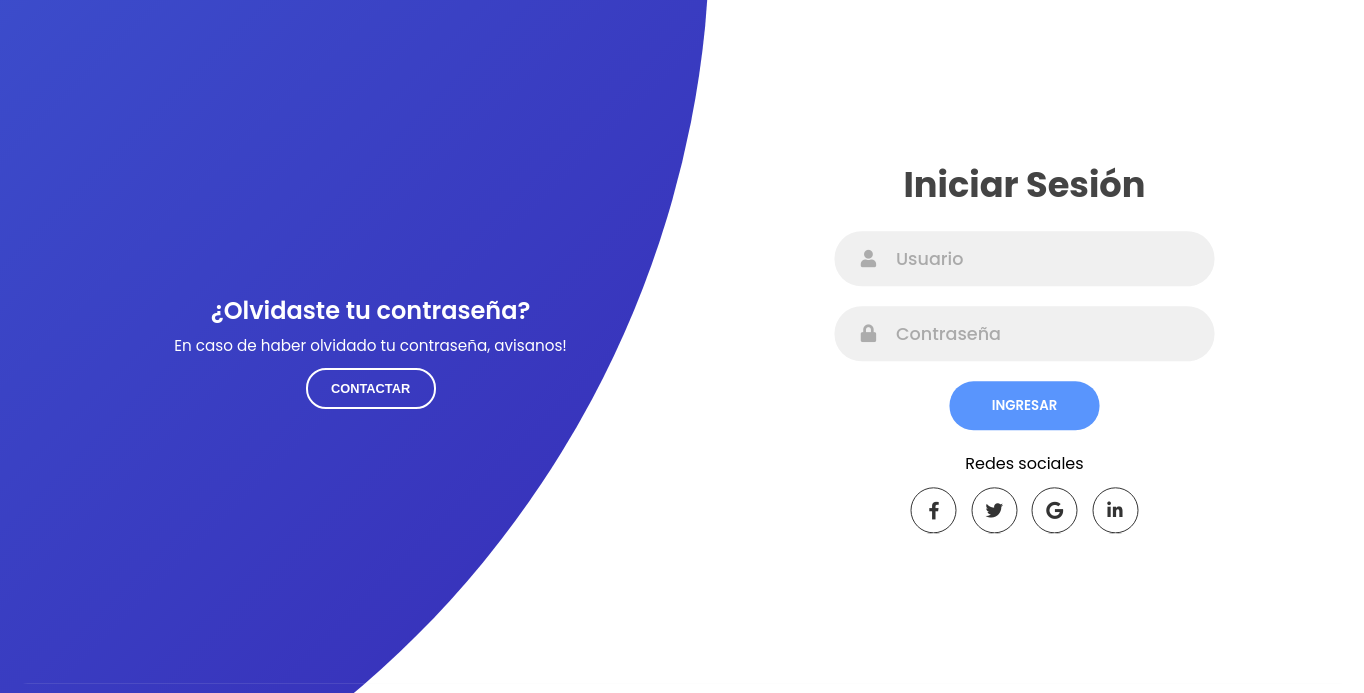 ¿Olvidaste tu contraseña?
En caso de haber olvidado tu contraseña, avisanos!
CONTACTAR
Iniciar Sesión
Usuario
Contraseña
INGRESAR
Redes sociales